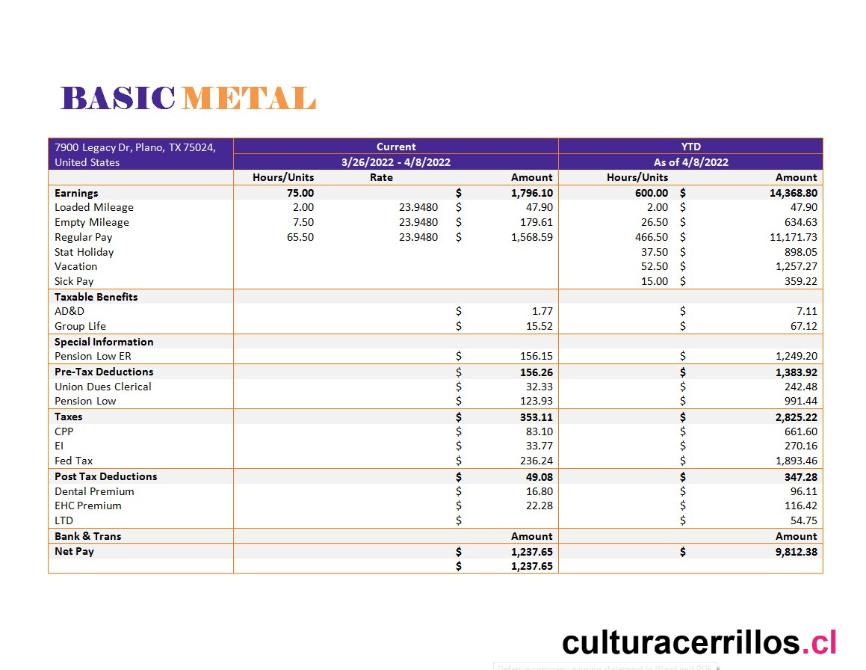 BASIC METAL
7900 Legacy Dr, Plano, TX 75024, Current YTD
United States 3/26/2022 - 4/8/2022 As of 4/8/2022
Hours/Units Rate Amount Hours/Units Amount
Earnings 75.00 $ 1,796.10 600.00 $ 14,368.80
Loaded Mileage 2.00 23.9480 $ 47.90 2.00 $ 47.90
Empty Mileage 7.50 23.9480 $ 179.61 26.50 $ 634.63
Regular Pay 65.50 23.9480 $ 1,568.59 466.50 $ 11,171.73
Stat Holiday 37.50 $ 898.05
Vacation 52.50 $ 1,257.27
Sick Pay 15.00 $ 359.22
Taxable Benefits
AD&D $ 1.77 $ 7.11
Group Life $ 15.52 $ 67.12
Special Information
Pension Low ER $ 156.15 $ 1,249.20
Pre-Tax Deductions $ 156.26 $ 1,383.92
Union Dues Clerical $ 32.33 $ 242.48
Pension Low $ 123.93 $ 991.44
Taxes $ 353.11 $ 2,825.22
CPP $ 83.10 $ 661.60
EI $ 33.77 $ 270.16
Fed Tax $ 236.24 $ 1,893.46
Post Tax Deductions $ 49.08 $ 347.28
Dental Premium $ 16.80 $ 96.11
EHC Premium $ 22.28 $ 116.42
LTD $ $ 54.75
Bank & Trans Amount Amount
Net Pay $ 1,237.65 $ 9,812.38
$ 1,237.65
culturacerrillos.cl